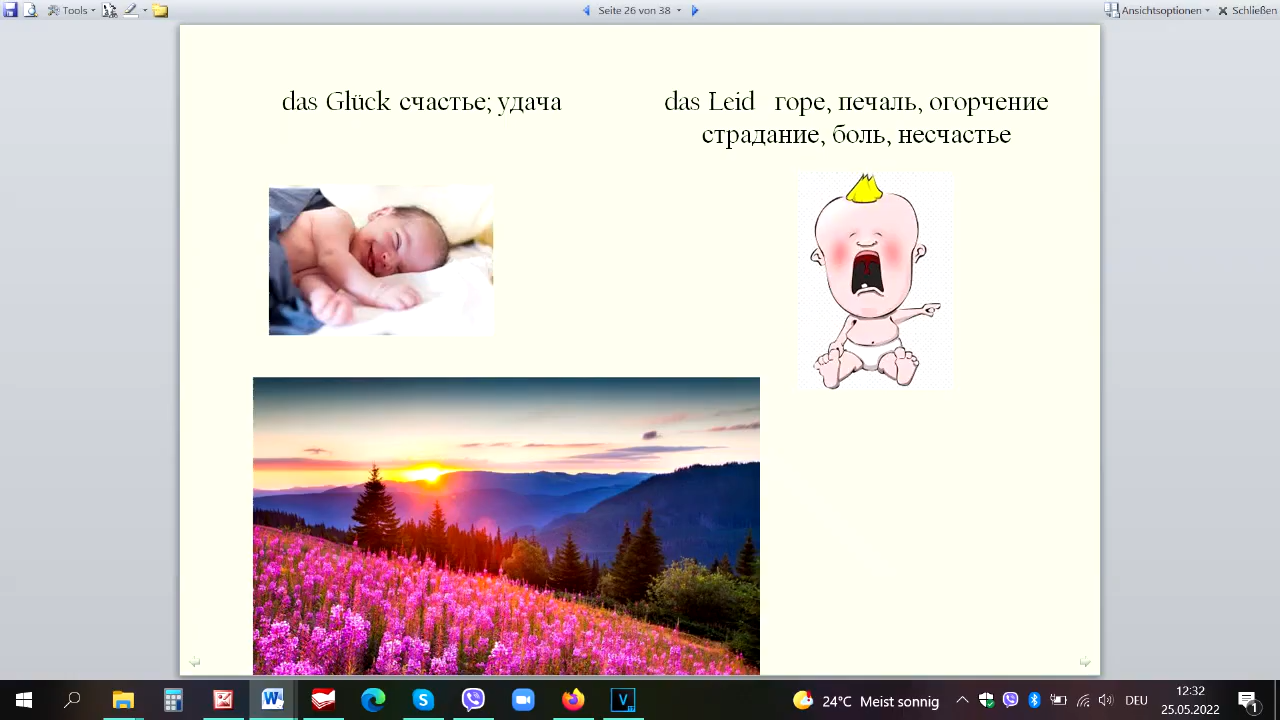 Tools
Seite 26 von 38
Ansichtsoptionen
Schließen
das Glück счастье; удача
das Leid горе, печаль, огорчение
страдание, боль, несчастье
24°C Meist sonnig
DEU
12:32
25.05.2022
1